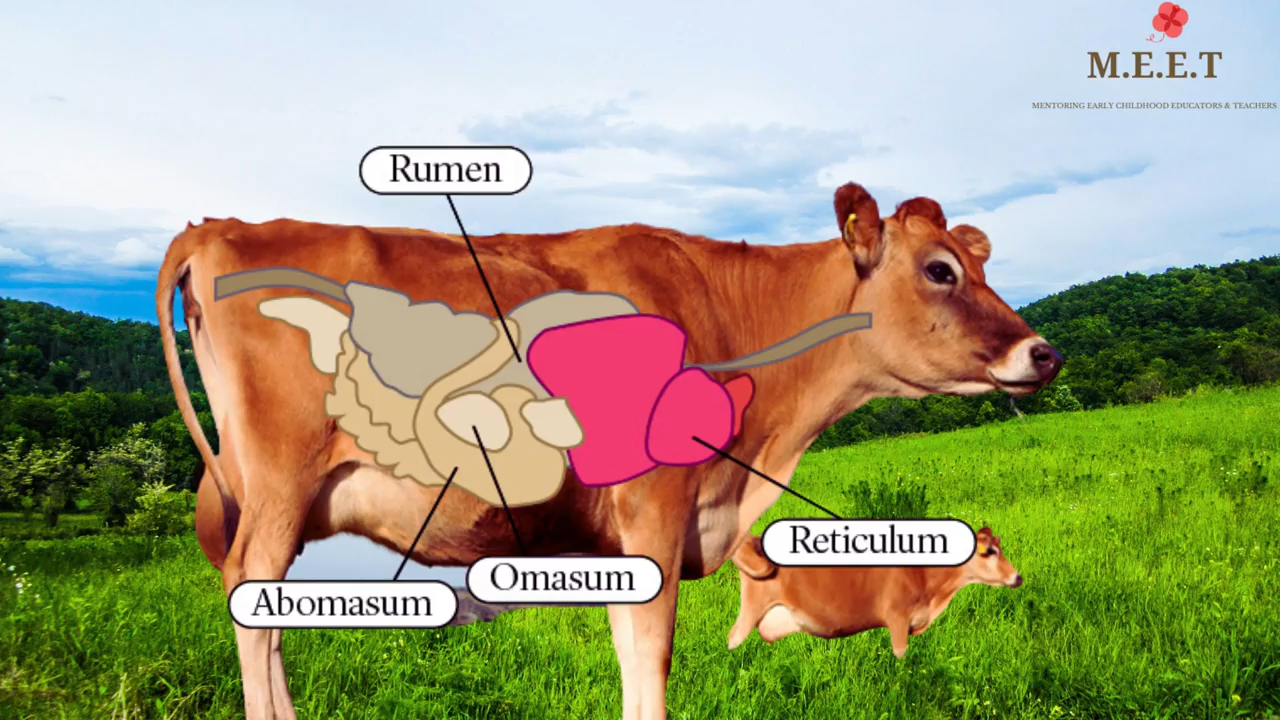 M.E.E.T
MENTORING EARLY CHILDHOOD EDUCATORS & TEACHERS
Rumen
Reticulum
Omasum
Abomasum